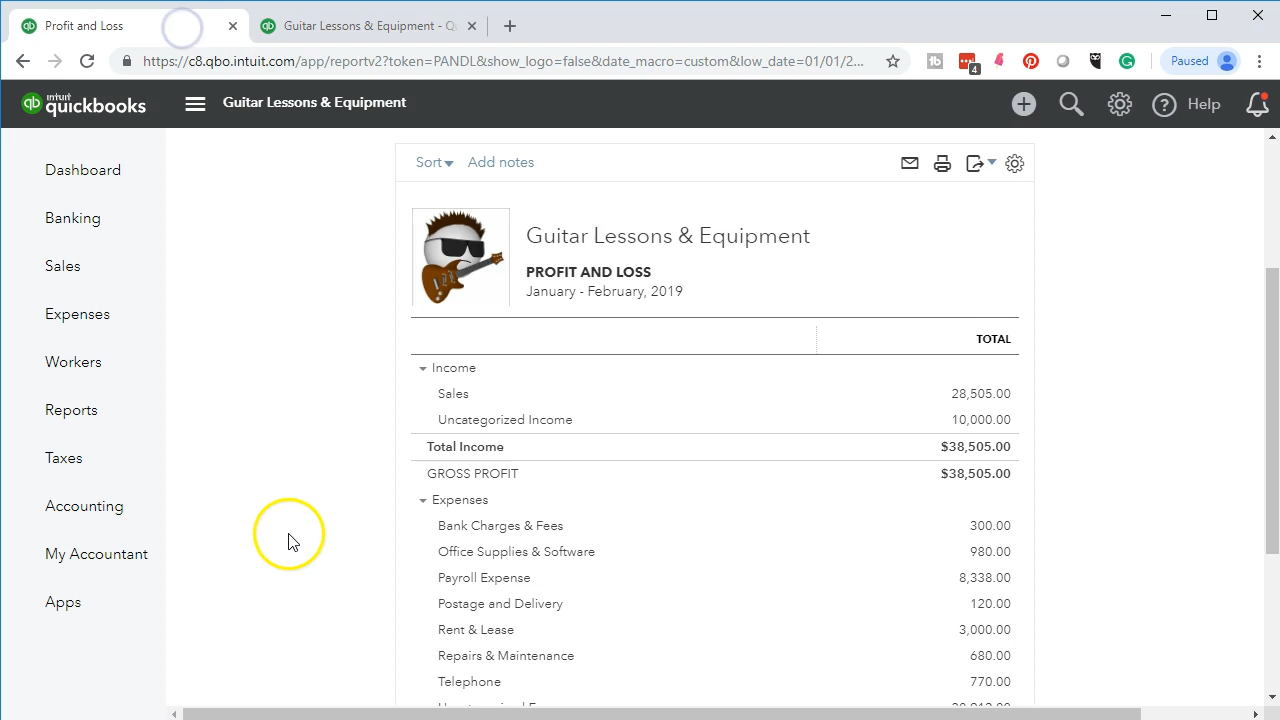 Profit and Loss
Guitar Lessons & Equipment - Q
https://c8.qbo.intuit.com/app/reportv2?token=PANDL&show_logo=false&date_macro=custom&low_date=01/01/2...
4
Paused
intuit
qb quickbooks
Guitar Lessons & Equipment
Help
Dashboard
Banking
Sales
Expenses
Workers
Reports
Taxes
Accounting
My Accountant
Apps
Sort
Add notes
Guitar Lessons & Equipment
PROFIT AND LOSS
January - February, 2019
TOTAL
Income
Sales 28,505.00
Uncategorized Income 10,000.00
Total Income $38,505.00
GROSS PROFIT $38,505.00
Expenses
Bank Charges & Fees 300.00
Office Supplies & Software 980.00
Payroll Expense 8,338.00
Postage and Delivery 120.00
Rent & Lease 3,000.00
Repairs & Maintenance 680.00
Telephone 770.00